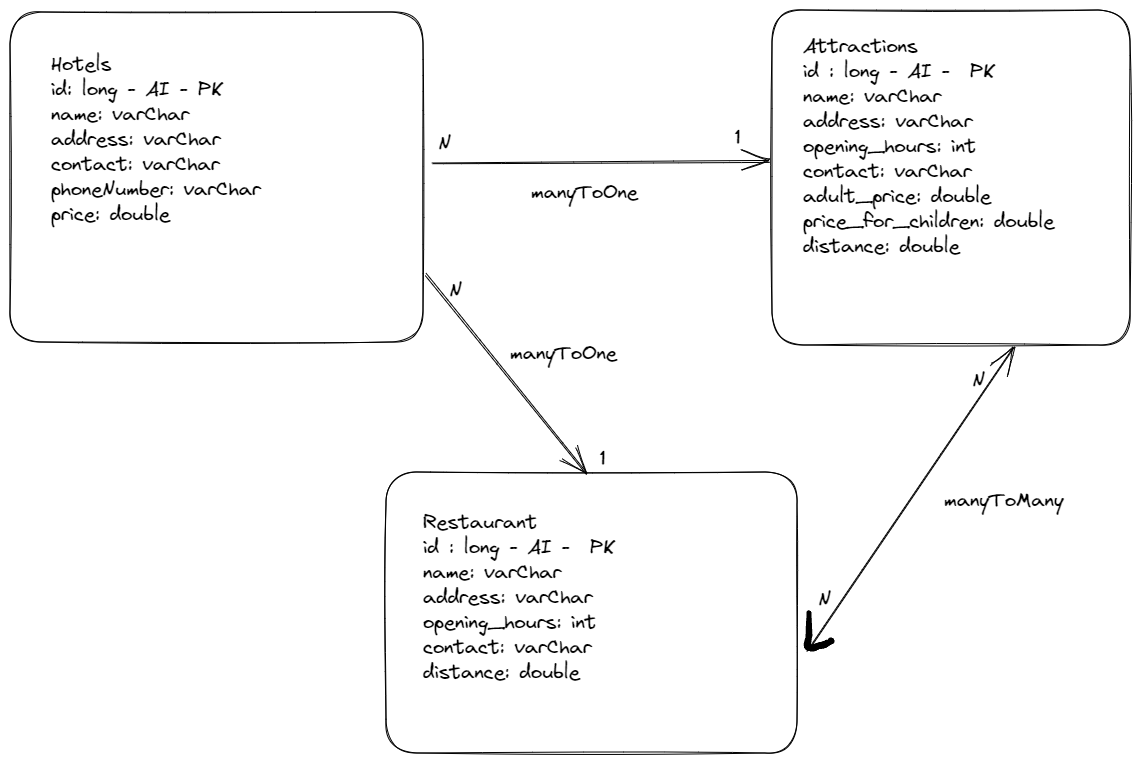 Hotels
id: long - AI - PK
name: varChar
address: varChar
contact: varChar
phoneNumber: varChar
price: double
N
1
manyToOne
Attractions
id : long - AI - PK
name: varChar
address: varChar
opening_hours: int
contact: varChar
adult_price: double
price_for_children: double
distance: double
N
manyToOne
1
N
manyToMany
N
Restaurant
id : long - AI - PK
name: varChar
address: varChar
opening_hours: int
contact: varChar
distance: double